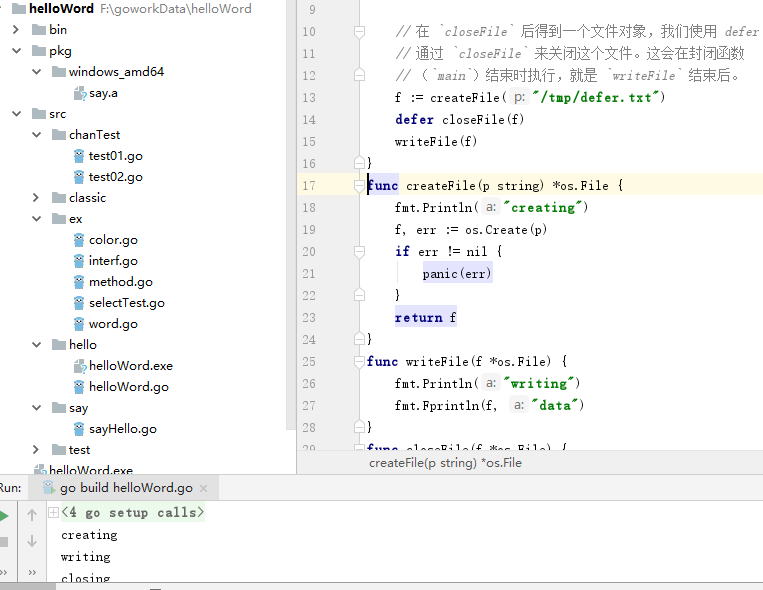 helloWord F:\goworkData\helloWord
bin
pkg
windows_amd64
say.a
src
chanTest
test01.go
test02.go
classic
ex
color.go
interf.go
method.go
selectTest.go
word.go
hello
helloWord.exe
helloWord.go
say
sayHello.go
test
helloWord.exe
9
10 // 在 `closeFile` 后得到一个文件对象，我们使用 defer
11 // 通过 `closeFile` 来关闭这个文件。这会在封闭函数
12 // （`main`）结束时执行，就是 `writeFile` 结束后。
13 f := createFile( p: "/tmp/defer.txt")
14 defer closeFile(f)
15 writeFile(f)
16 }
17 func createFile(p string) *os.File {
18 fmt.Println( a: "creating")
19 f, err := os.Create(p)
20 if err != nil {
21 panic(err)
22 }
23 return f
24 }
25 func writeFile(f *os.File) {
26 fmt.Println( a: "writing")
27 fmt.Fprintln(f, a: "data")
28 }
29 func closeFile(f *os.File) {
createFile(p string) *os.File
Run: go build helloWord.go ×
<4 go setup calls>
creating
writing
closing